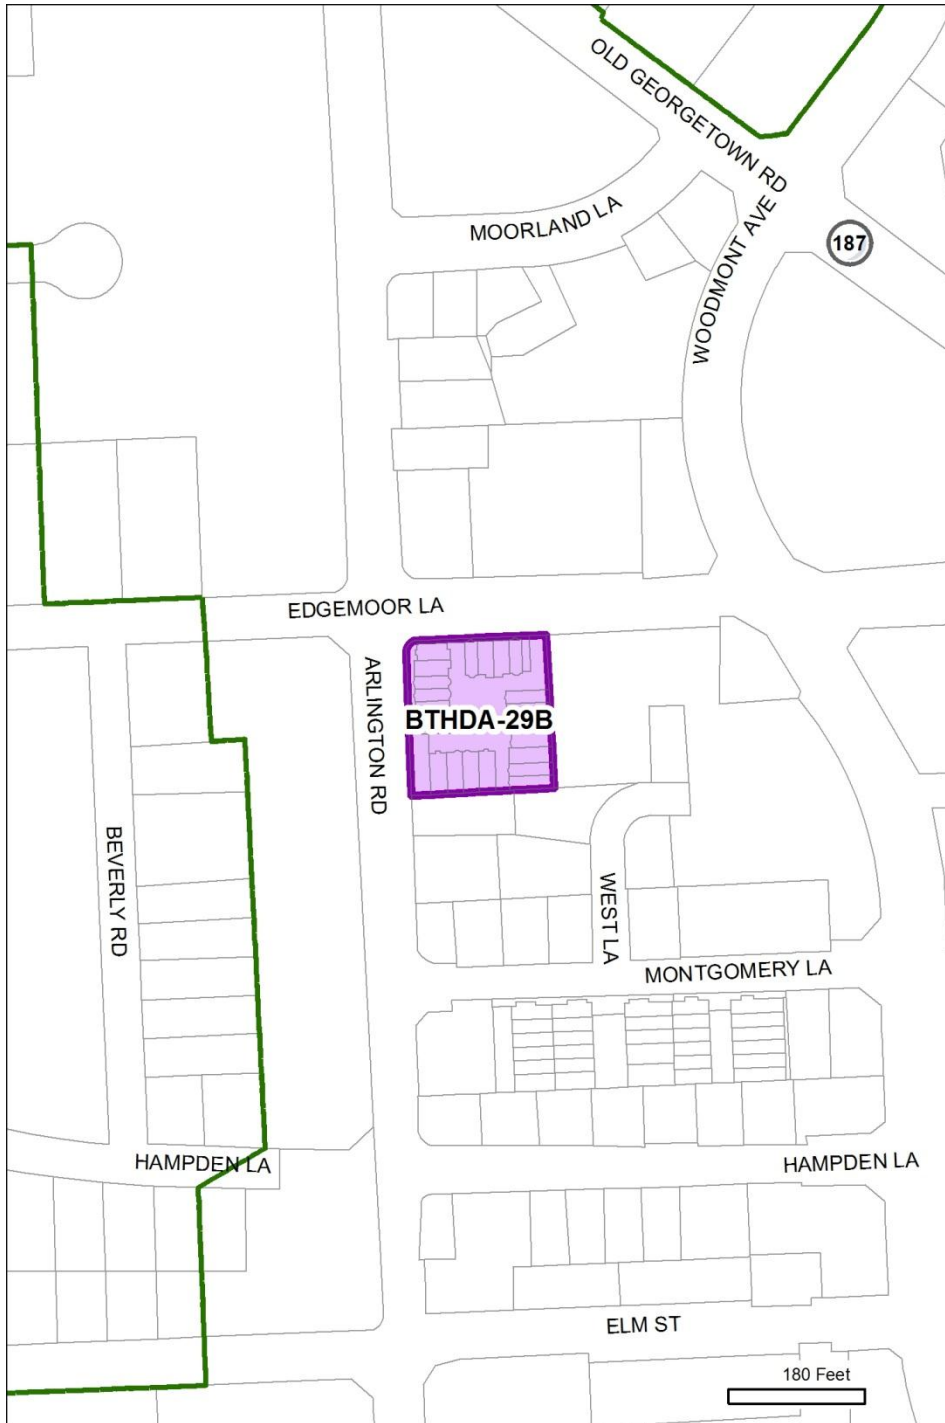 OLD GEORGETOWN RD
MOORLAND LA
WOODMONT AVE
187
EDGEMOOR LA
ARLINGTON RD
BTHDA-29B
BEVERLY RD
WEST LA
MONTGOMERY LA
HAMPDEN LA
HAMPDEN LA
ELM ST
180 Feet